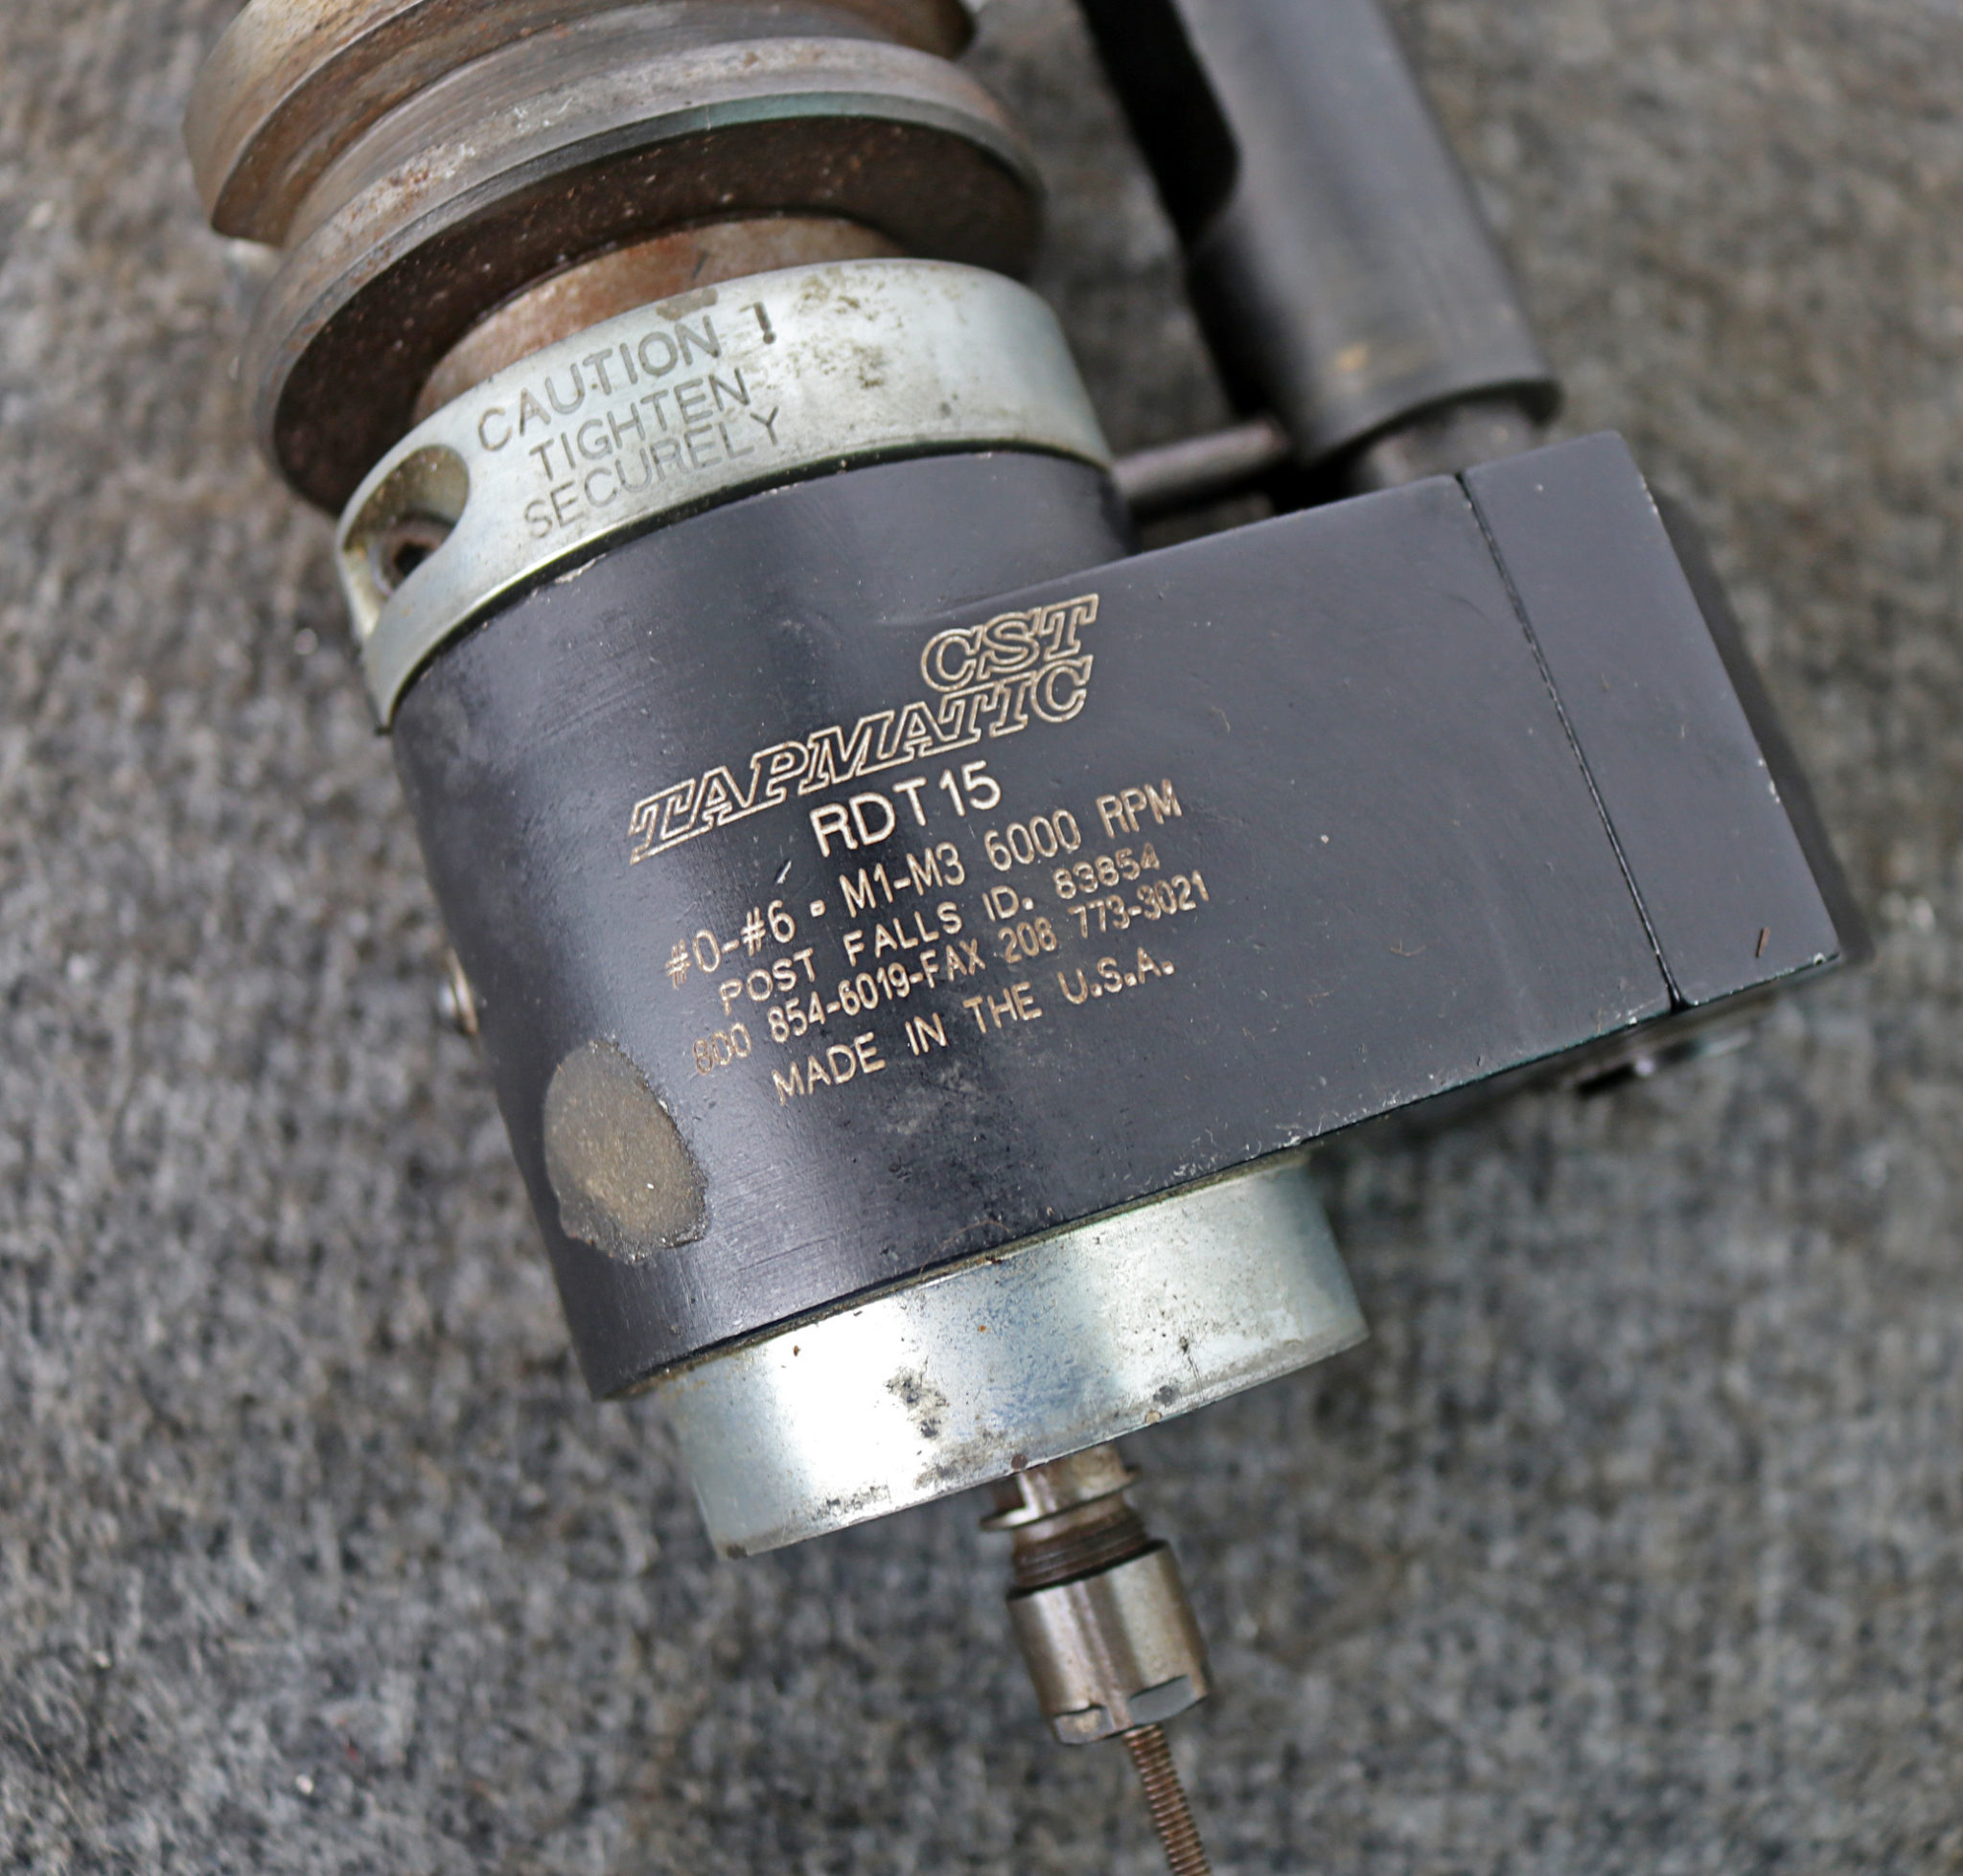 CAUTION !
TIGHTEN
SECURELY
CST
TAPMATIC
RDT15
#0-#6 • M1-M3 6000 RPM
POST FALLS ID. 83854
800 854-6019-FAX 208 773-3021
MADE IN THE U.S.A.